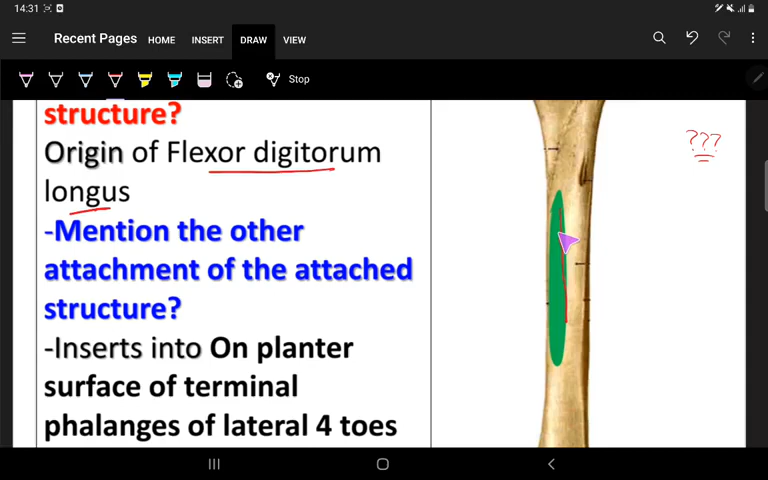 14:31
Recent Pages HOME INSERT DRAW VIEW
Stop
structure?
Origin of Flexor digitorum
longus
-Mention the other
attachment of the attached
structure?
-Inserts into On planter
surface of terminal
phalanges of lateral 4 toes
???